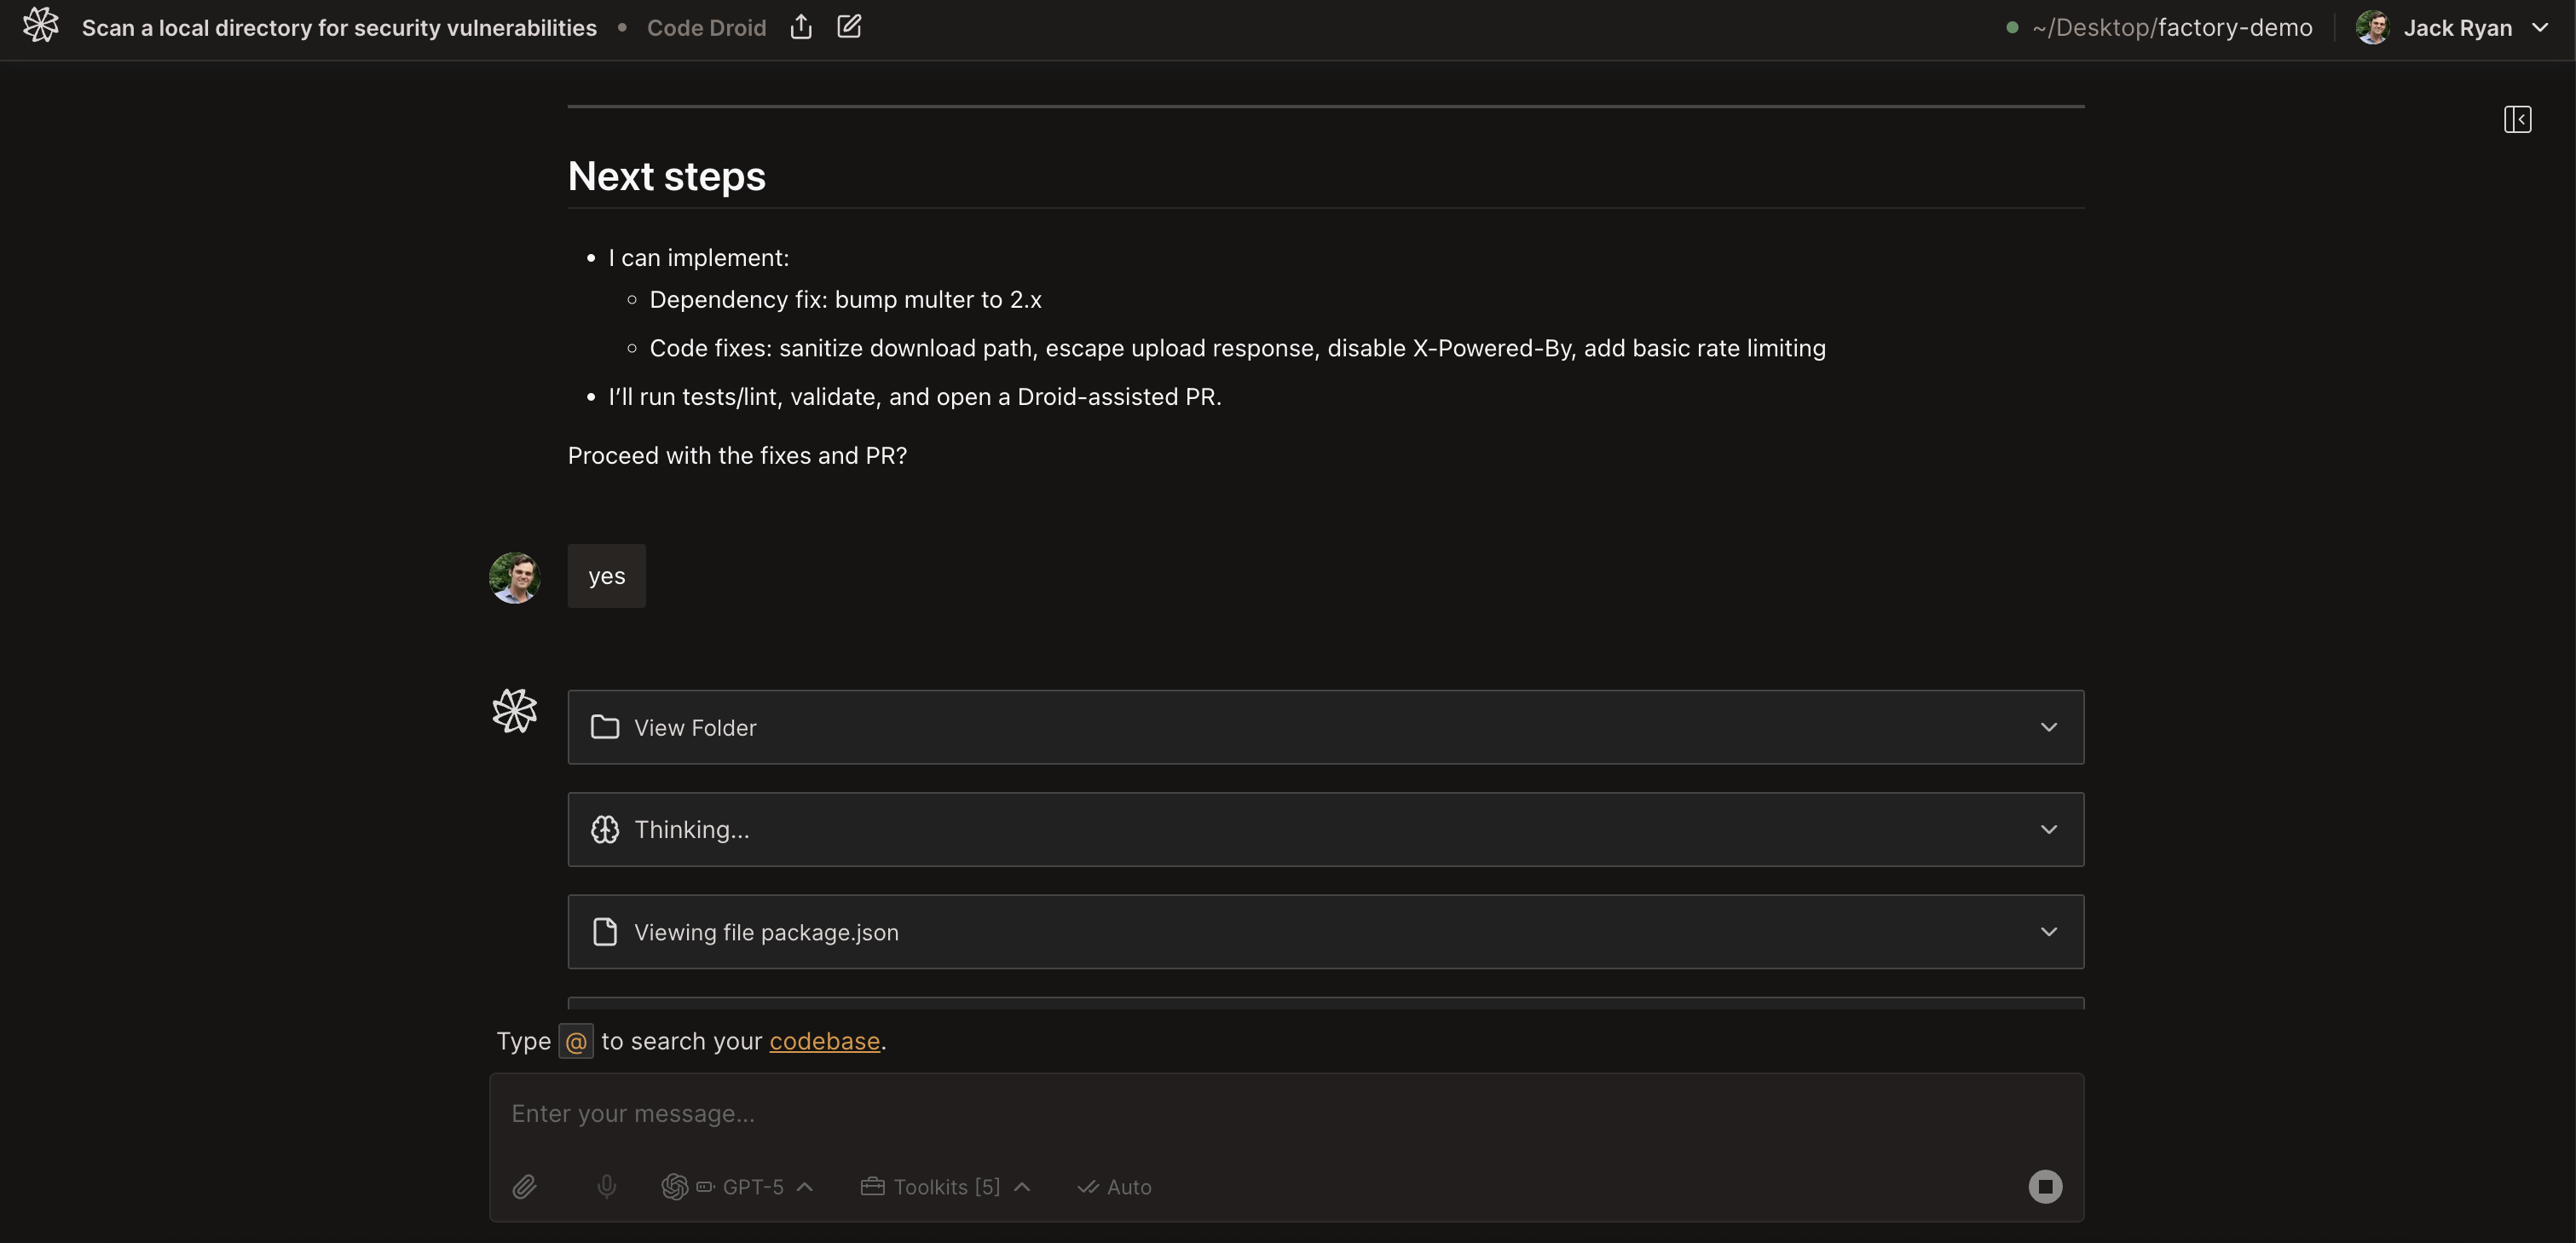 Scan a local directory for security vulnerabilities • Code Droid
~/Desktop/factory-demo
Jack Ryan
Next steps
• I can implement:
◦ Dependency fix: bump multer to 2.x
◦ Code fixes: sanitize download path, escape upload response, disable X-Powered-By, add basic rate limiting
• I’ll run tests/lint, validate, and open a Droid-assisted PR.
Proceed with the fixes and PR?
yes
View Folder
Thinking...
Viewing file package.json
Type @ to search your codebase.
Enter your message...
GPT-5
Toolkits [5]
Auto